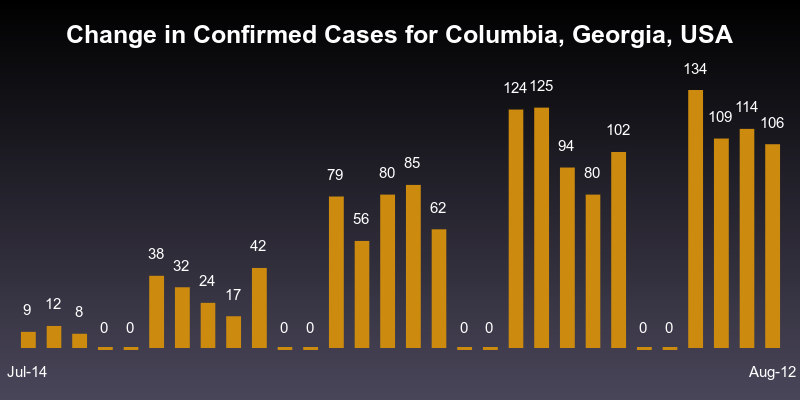 Change in Confirmed Cases for Columbia, Georgia, USA
9 12 8 0 0 38 32 24 17 42 0 0 79 56 80 85 62 0 0 124 125 94 80 102 0 0 134 109 114 106
Jul-14 Aug-12